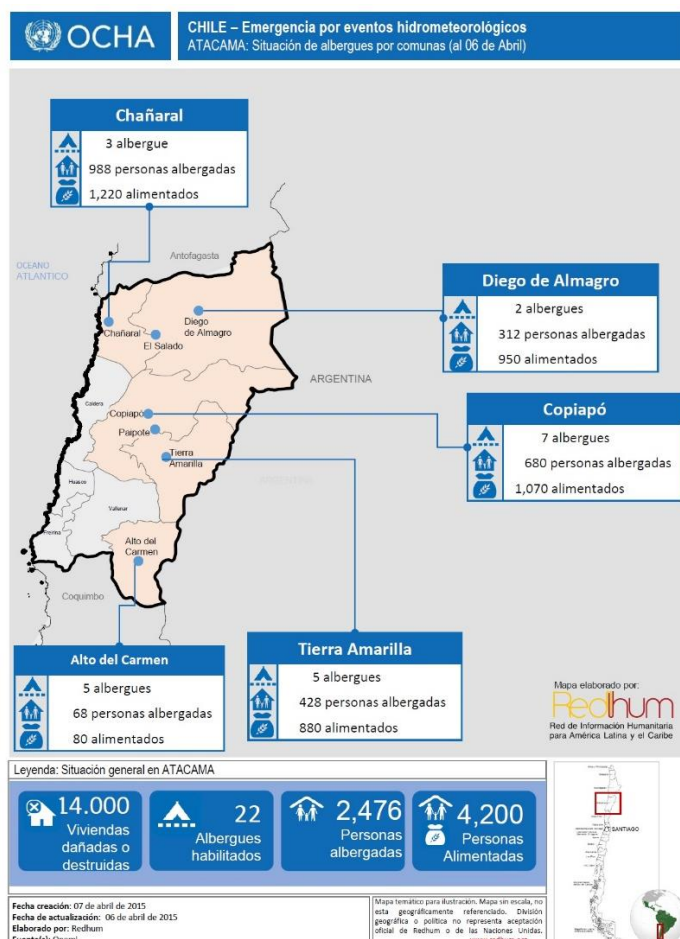 OCHA
CHILE – Emergencia por eventos hidrometeorológicos
ATACAMA: Situación de albergues por comunas (al 06 de Abril)
Chañaral
3 albergue
988 personas albergadas
1,220 alimentados
OCEANO
ATLANTICO
Antofagasta
Diego de Almagro
2 albergues
312 personas albergadas
950 alimentados
Chañaral
Diego
de Almagro
El Salado
ARGENTINA
Caldera
Copiapó
7 albergues
680 personas albergadas
1,070 alimentados
Copiapó
Paipote
Tierra
Amarilla
ARGENTINA
Huasco
Vallenar
Freirina
Alto del
Carmen
Coquimbo
Alto del Carmen
5 albergues
68 personas albergadas
80 alimentados
Tierra Amarilla
5 albergues
428 personas albergadas
880 alimentados
Mapa elaborado por:
Redhum
Red de Información Humanitaria
para América Latina y el Caribe
Leyenda: Situación general en ATACAMA
14.000
Viviendas
dañadas o
destruidas
22
Albergues
habilitados
2,476
Personas
albergadas
4,200
Personas
Alimentadas
SANTIAGO
Fecha creación: 07 de abril de 2015
Fecha de actualización: 06 de abril de 2015
Elaborado por: Redhum
Mapa temático para ilustración. Mapa sin escala, no
esta geográficamente referenciado. División
geográfica o política no representa aceptación
oficial de Redhum o de las Naciones Unidas.